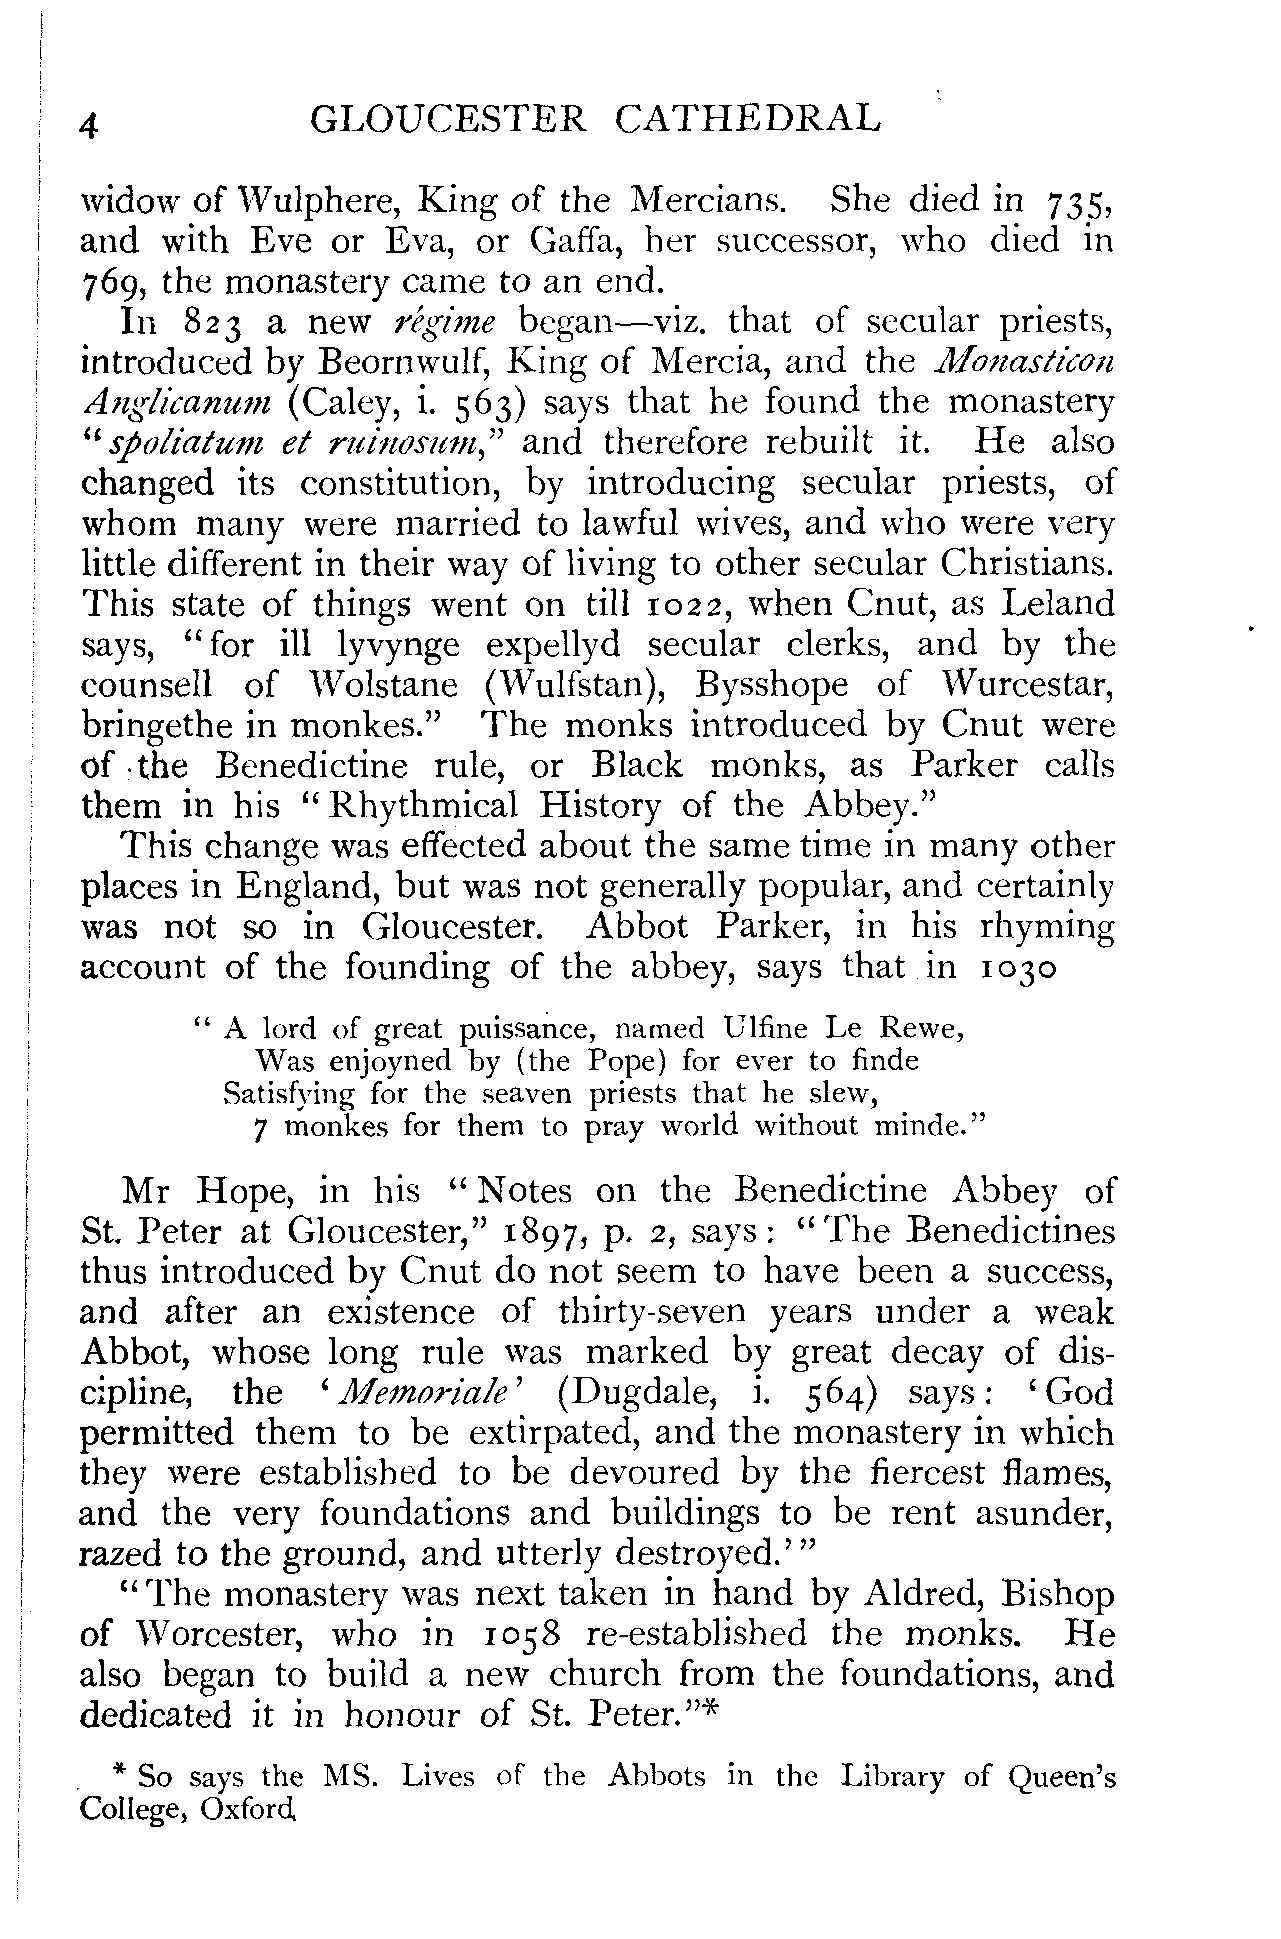 4 GLOUCESTER CATHEDRAL
widow of Wulphere, King of the Mercians. She died in 735,
and with Eve or Eva, or Gaffa, her successor, who died in
769, the monastery came to an end.
In 823 a new régime began—viz. that of secular priests,
introduced by Beornwulf, King of Mercia, and the Monasticon
Anglicanum (Caley, i. 563) says that he found the monastery
“spoliatum et ruinosum,” and therefore rebuilt it. He also
changed its constitution, by introducing secular priests, of
whom many were married to lawful wives, and who were very
little different in their way of living to other secular Christians.
This state of things went on till 1022, when Cnut, as Leland
says, “for ill lyvynge expellyd secular clerks, and by the
counsell of Wolstane (Wulfstan), Bysshope of Wurcestar,
bringethe in monkes.” The monks introduced by Cnut were
of the Benedictine rule, or Black monks, as Parker calls
them in his “Rhythmical History of the Abbey.”
This change was effected about the same time in many other
places in England, but was not generally popular, and certainly
was not so in Gloucester. Abbot Parker, in his rhyming
account of the founding of the abbey, says that in 1030
“A lord of great puissance, named Ulfine Le Rewe,
Was enjoyned by (the Pope) for ever to finde
Satisfying for the seaven priests that he slew,
7 monkes for them to pray world without minde.”
Mr Hope, in his “Notes on the Benedictine Abbey of
St. Peter at Gloucester,” 1897, p. 2, says: “The Benedictines
thus introduced by Cnut do not seem to have been a success,
and after an existence of thirty-seven years under a weak
Abbot, whose long rule was marked by great decay of dis-
cipline, the ‘Memoriale’ (Dugdale, i. 564) says: ‘God
permitted them to be extirpated, and the monastery in which
they were established to be devoured by the fiercest flames,
and the very foundations and buildings to be rent asunder,
razed to the ground, and utterly destroyed.’”
“The monastery was next taken in hand by Aldred, Bishop
of Worcester, who in 1058 re-established the monks. He
also began to build a new church from the foundations, and
dedicated it in honour of St. Peter.”*
* So says the MS. Lives of the Abbots in the Library of Queen's
College, Oxford